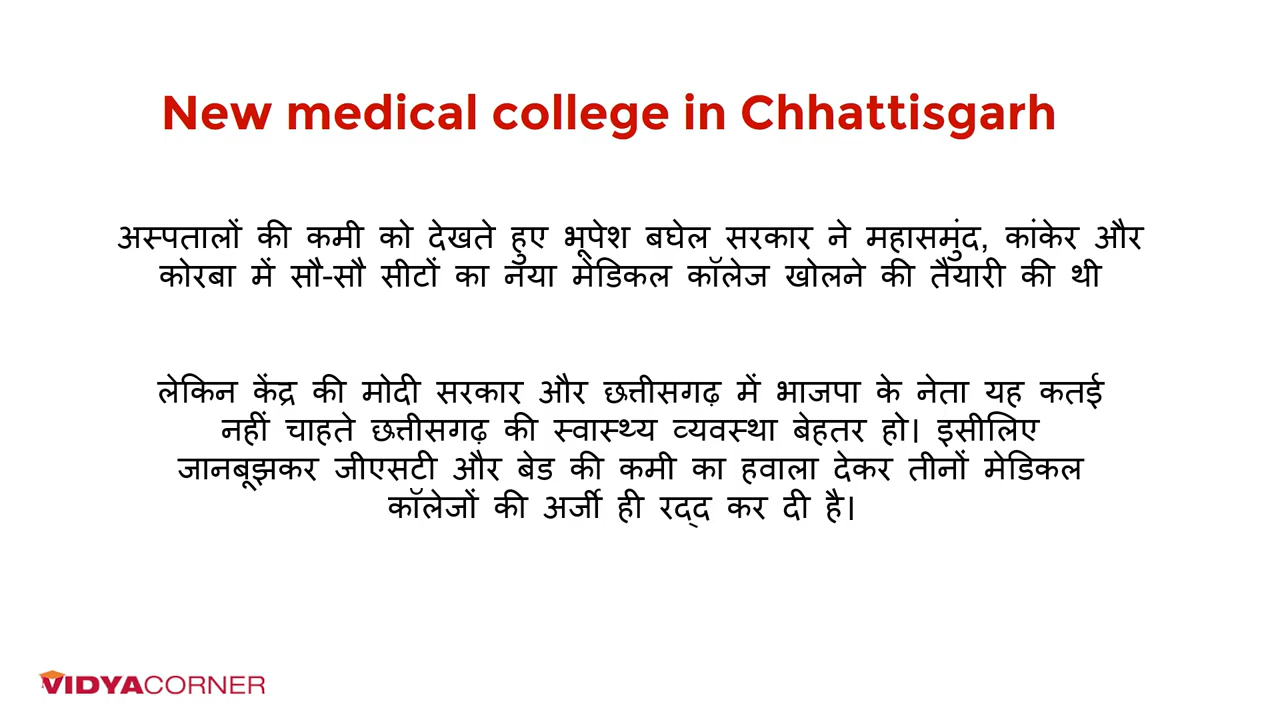 New medical college in Chhattisgarh
अस्पतालों की कमी को देखते हुए भूपेश बघेल सरकार ने महासमुंद, कांकेर और
कोरबा में सौ-सौ सीटों का नया मेडिकल कॉलेज खोलने की तैयारी की थी
लेकिन केंद्र की मोदी सरकार और छत्तीसगढ़ में भाजपा के नेता यह कतई
नहीं चाहते छत्तीसगढ़ की स्वास्थ्य व्यवस्था बेहतर हो। इसीलिए
जानबूझकर जीएसटी और बेड की कमी का हवाला देकर तीनों मेडिकल
कॉलेजों की अर्जी ही रद्द कर दी है।
VIDYACORNER